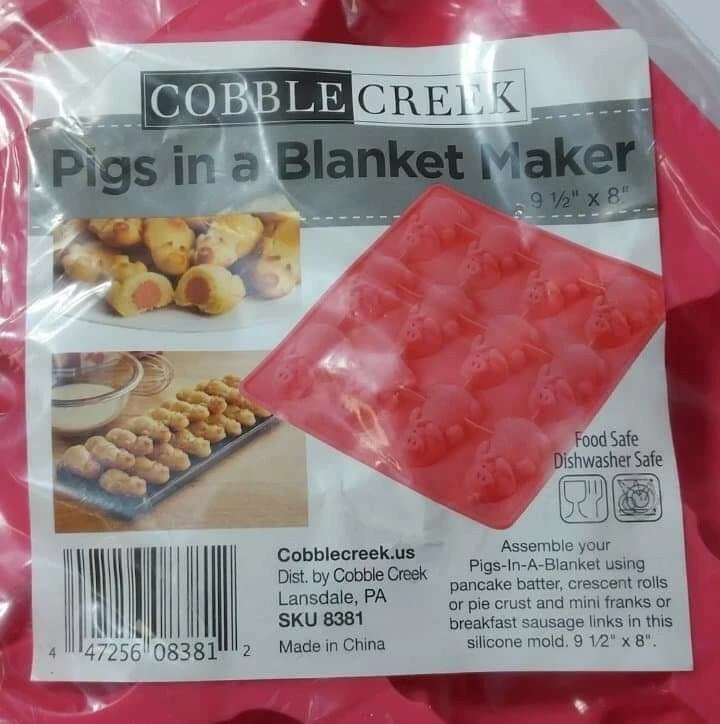 COBBLE CREEK
Pigs in a Blanket Maker
9 ½" x 8"
Food Safe
Dishwasher Safe
Cobblecreek.us
Dist. by Cobble Creek
Lansdale, PA
SKU 8381
Made in China
Assemble your
Pigs-In-A-Blanket using
pancake batter, crescent rolls
or pie crust and mini franks or
breakfast sausage links in this
silicone mold. 9 1/2" x 8".
4 47256 08381 2